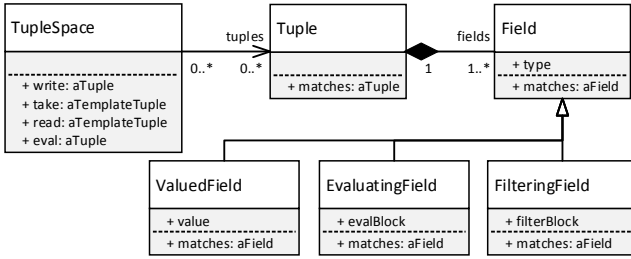 TupleSpace
+ write: aTuple
+ take: aTemplateTuple
+ read: aTemplateTuple
+ eval: aTuple
tuples
0..*
0..*
Tuple
+ matches: aTuple
fields
1
1..*
Field
+ type
+ matches: aField
ValuedField
+ value
+ matches: aField
EvaluatingField
+ evalBlock
+ matches: aField
FilteringField
+ filterBlock
+ matches: aField